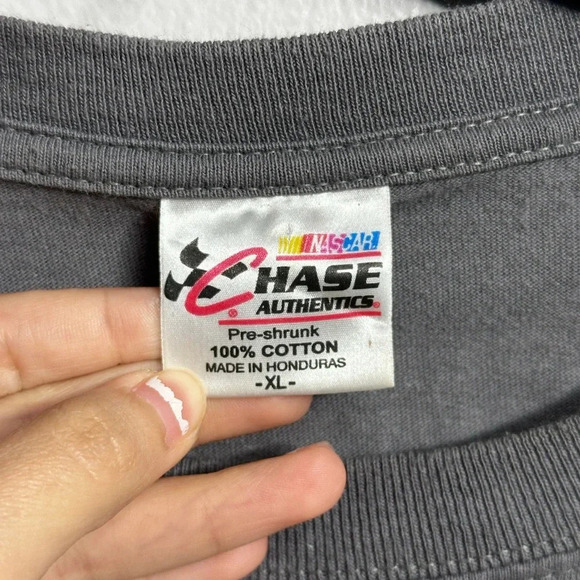 NASCAR.
CHASE
AUTHENTICS®
Pre-shrunk
100% COTTON
MADE IN HONDURAS
-XL-